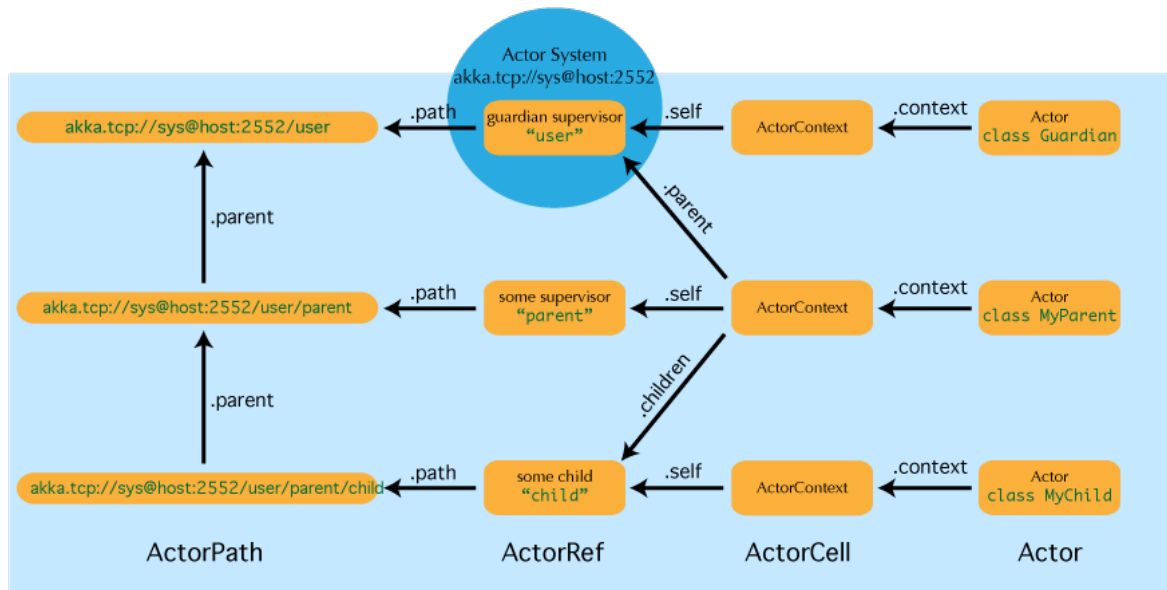 Actor System
akka.tcp://sys@host:2552
akka.tcp://sys@host:2552/user
.path
guardian supervisor
“user”
.self
ActorContext
.context
Actor
class Guardian
.parent
.parent
akka.tcp://sys@host:2552/user/parent
.path
some supervisor
“parent”
.self
ActorContext
.context
Actor
class MyParent
.parent
.children
akka.tcp://sys@host:2552/user/parent/child
.path
some child
“child”
.self
ActorContext
.context
Actor
class MyChild
ActorPath
ActorRef
ActorCell
Actor